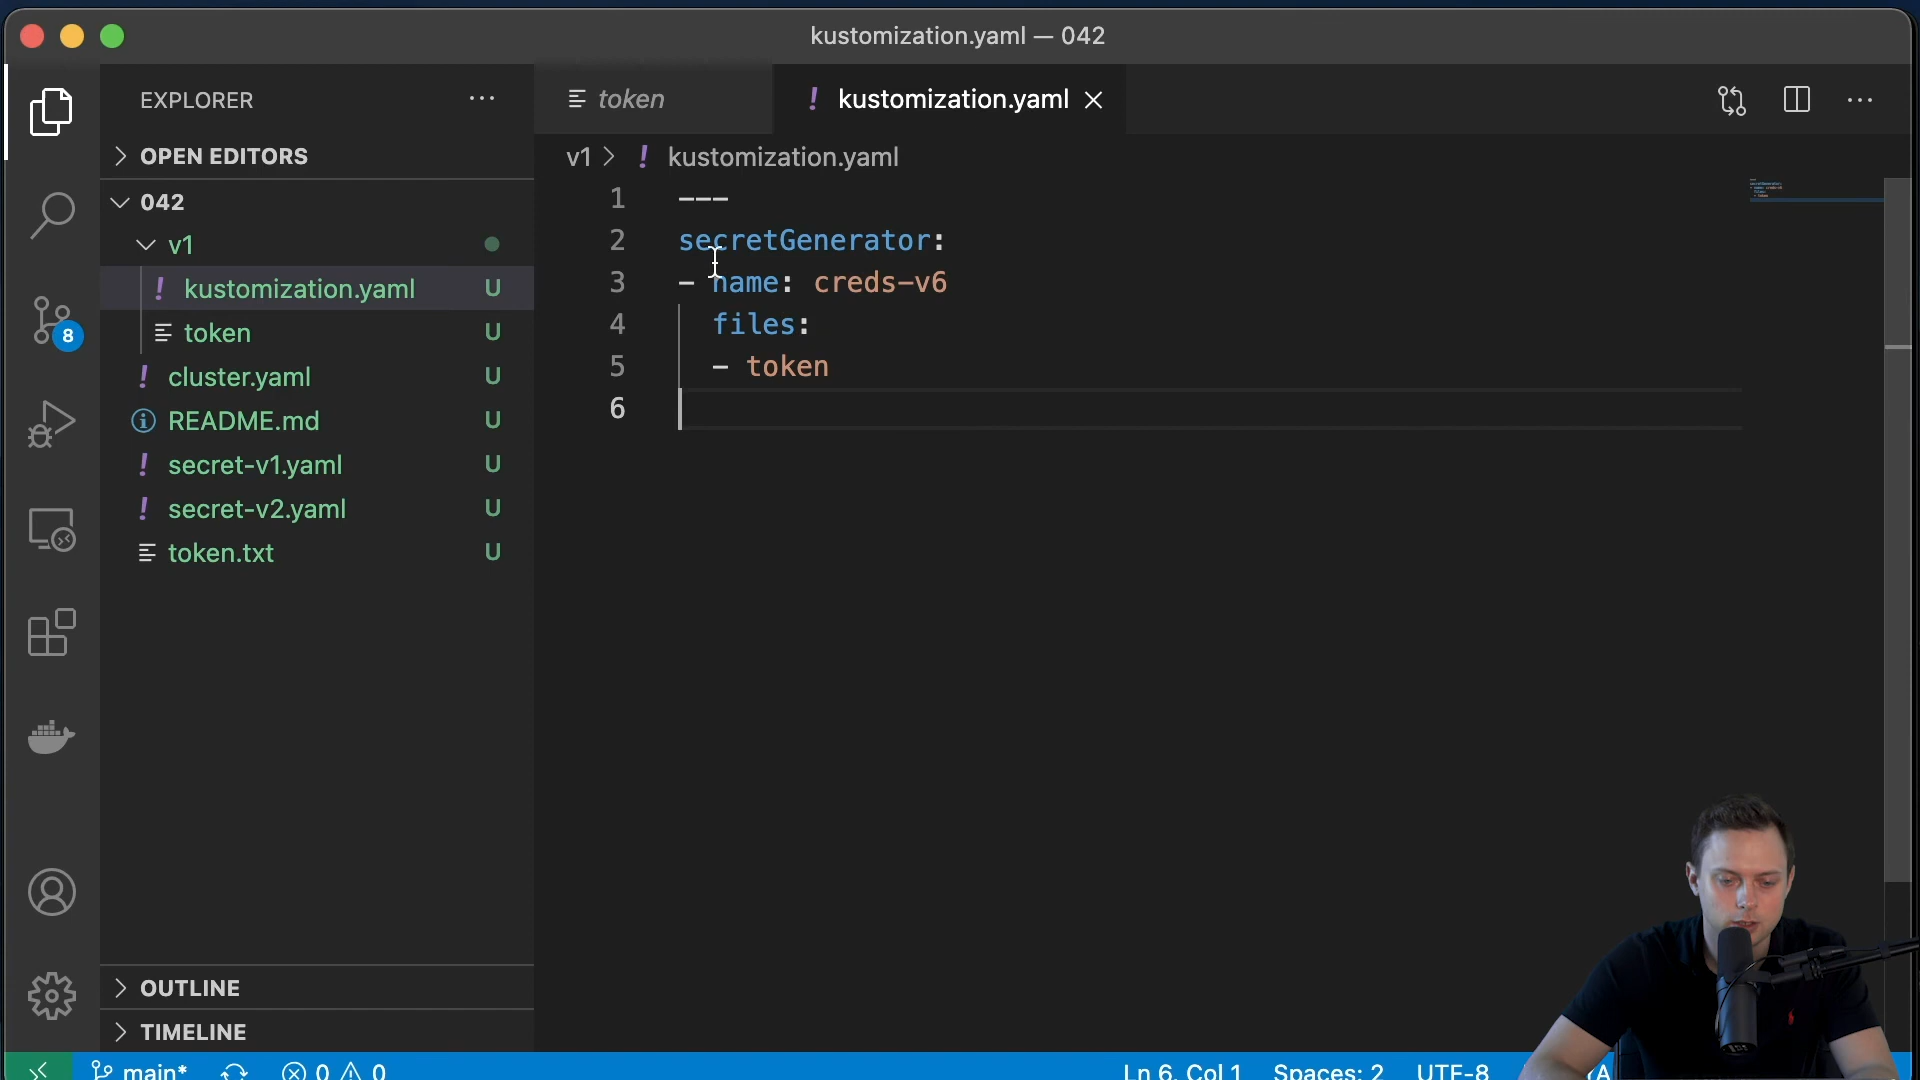 kustomization.yaml — 042
EXPLORER
OPEN EDITORS
042
v1
kustomization.yaml U
token U
cluster.yaml U
README.md U
secret-v1.yaml U
secret-v2.yaml U
token.txt U
OUTLINE
TIMELINE
8
token
kustomization.yaml
v1 > kustomization.yaml
1 ---
2 secretGenerator:
3 - name: creds-v6
4 files:
5 - token
6
main* 0 0
Ln 6, Col 1 Spaces: 2 UTF-8